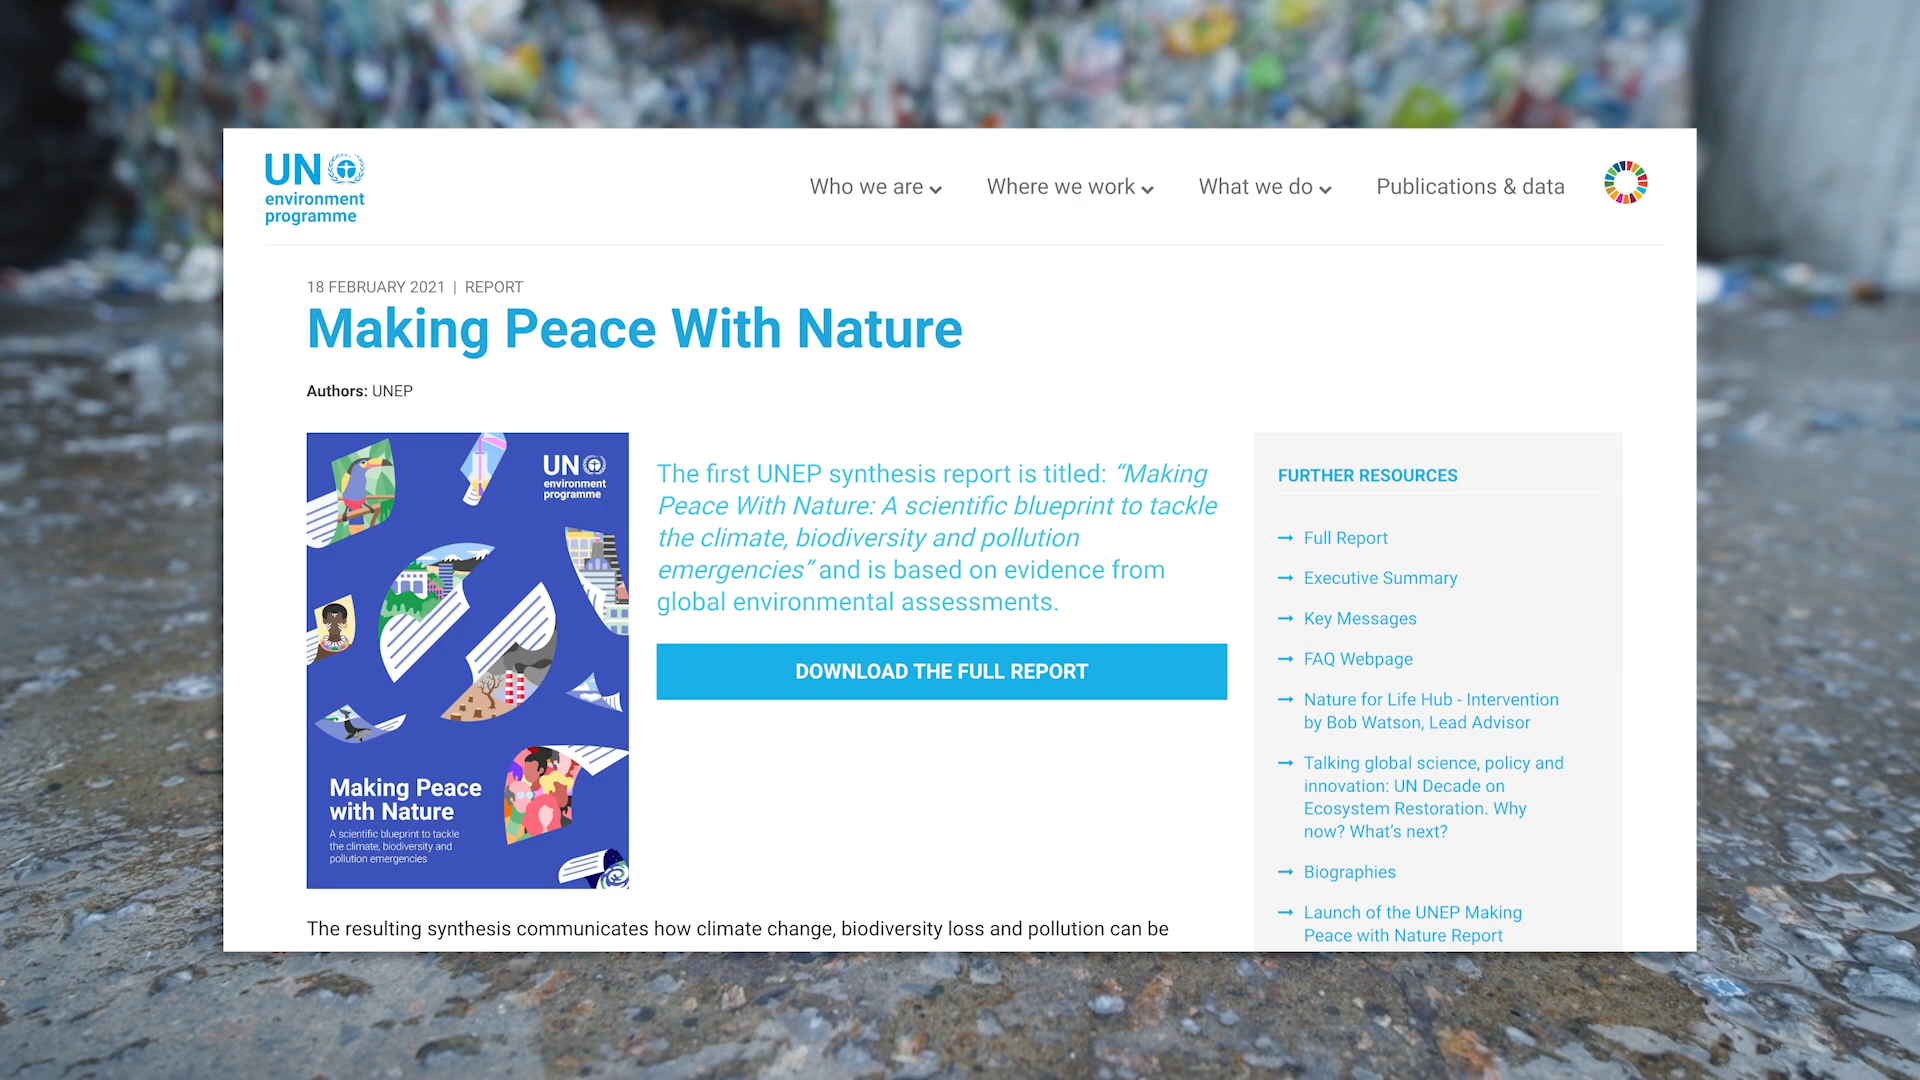 UN
environment
programme
Who we are
Where we work
What we do
Publications & data
18 FEBRUARY 2021 | REPORT
Making Peace With Nature
Authors: UNEP
UN
environment
programme
Making Peace
with Nature
A scientific blueprint to tackle
the climate, biodiversity and
pollution emergencies
The first UNEP synthesis report is titled: “Making
Peace With Nature: A scientific blueprint to tackle
the climate, biodiversity and pollution
emergencies” and is based on evidence from
global environmental assessments.
DOWNLOAD THE FULL REPORT
The resulting synthesis communicates how climate change, biodiversity loss and pollution can be
FURTHER RESOURCES
Full Report
Executive Summary
Key Messages
FAQ Webpage
Nature for Life Hub - Intervention
by Bob Watson, Lead Advisor
Talking global science, policy and
innovation: UN Decade on
Ecosystem Restoration. Why
now? What’s next?
Biographies
Launch of the UNEP Making
Peace with Nature Report